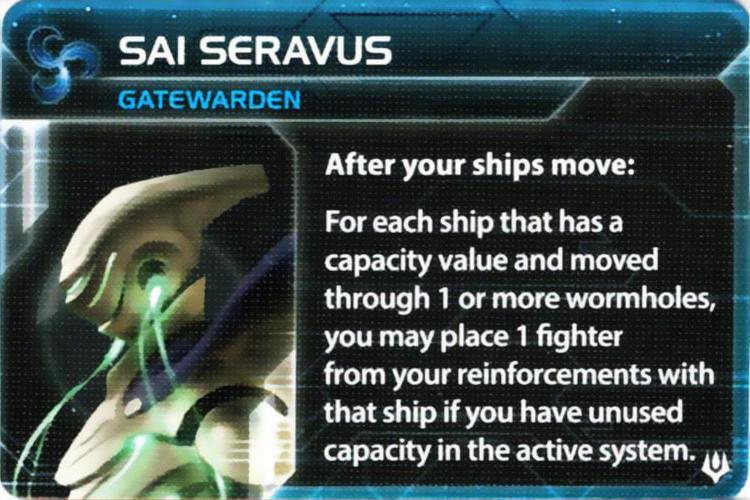 SAI SERAVUS
GATEWARDEN
After your ships move:
For each ship that has a
capacity value and moved
through 1 or more wormholes,
you may place 1 fighter
from your reinforcements with
that ship if you have unused
capacity in the active system.